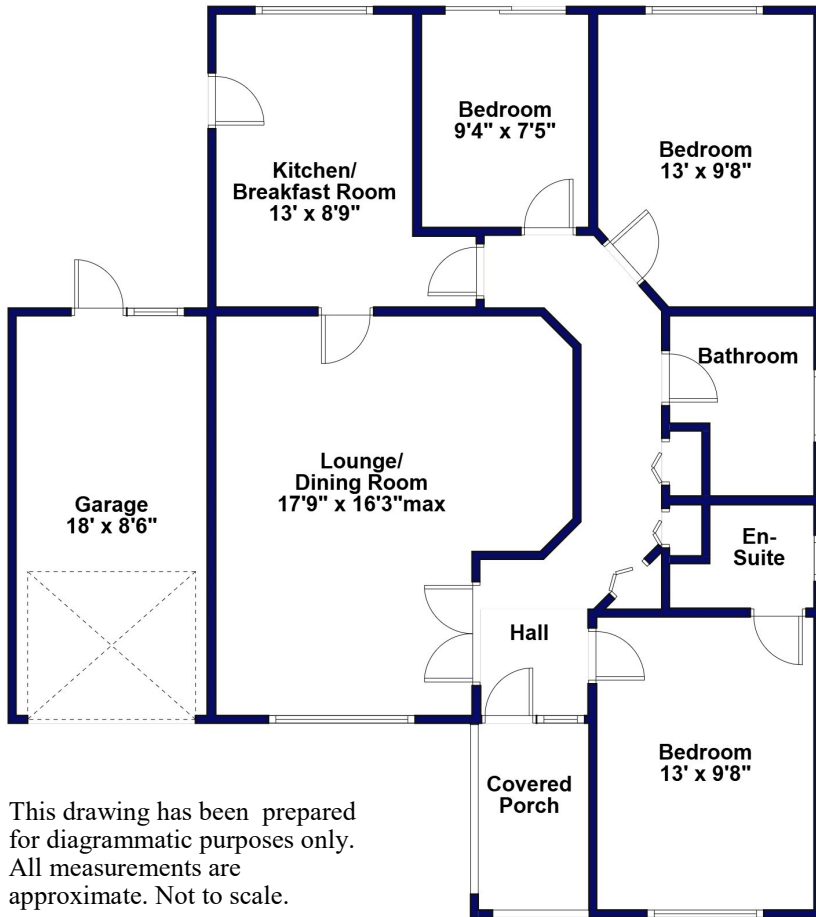 Bedroom
9'4" x 7'5"
Bedroom
13' x 9'8"
Kitchen/
Breakfast Room
13' x 8'9"
Bathroom
Lounge/
Dining Room
17'9" x 16'3"max
Garage
18' x 8'6"
En-
Suite
Hall
Bedroom
13' x 9'8"
Covered
Porch
This drawing has been prepared
for diagrammatic purposes only.
All measurements are
approximate. Not to scale.